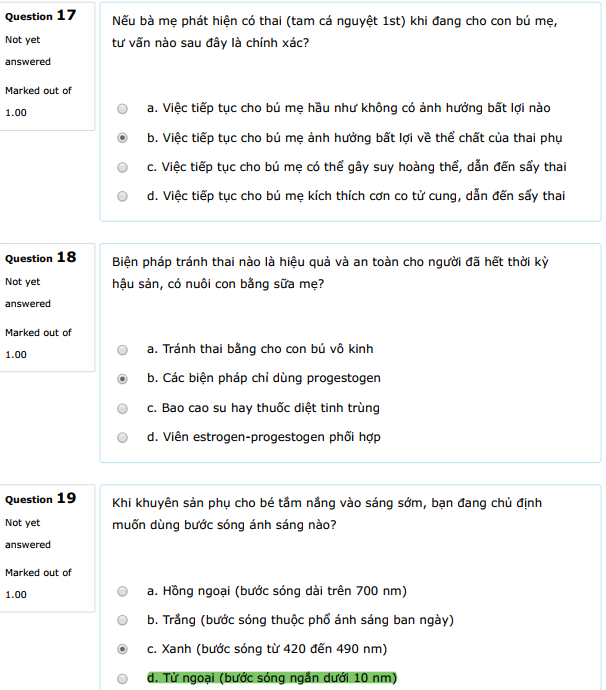 Question 17
Not yet
answered
Marked out of
1.00
Nếu bà mẹ phát hiện có thai (tam cá nguyệt 1st) khi đang cho con bú mẹ,
tư vấn nào sau đây là chính xác?
a. Việc tiếp tục cho bú mẹ hầu như không có ảnh hưởng bất lợi nào
b. Việc tiếp tục cho bú mẹ ảnh hưởng bất lợi về thể chất của thai phụ
c. Việc tiếp tục cho bú mẹ có thể gây suy hoàng thể, dẫn đến sẩy thai
d. Việc tiếp tục cho bú mẹ kích thích cơn co tử cung, dẫn đến sẩy thai
Question 18
Not yet
answered
Marked out of
1.00
Biện pháp tránh thai nào là hiệu quả và an toàn cho người đã hết thời kỳ
hậu sản, có nuôi con bằng sữa mẹ?
a. Tránh thai bằng cho con bú vô kinh
b. Các biện pháp chỉ dùng progestogen
c. Bao cao su hay thuốc diệt tinh trùng
d. Viên estrogen-progestogen phối hợp
Question 19
Not yet
answered
Marked out of
1.00
Khi khuyên sản phụ cho bé tắm nắng vào sáng sớm, bạn đang chủ định
muốn dùng bước sóng ánh sáng nào?
a. Hồng ngoại (bước sóng dài trên 700 nm)
b. Trắng (bước sóng thuộc phổ ánh sáng ban ngày)
c. Xanh (bước sóng từ 420 đến 490 nm)
d. Tử ngoại (bước sóng ngắn dưới 10 nm)